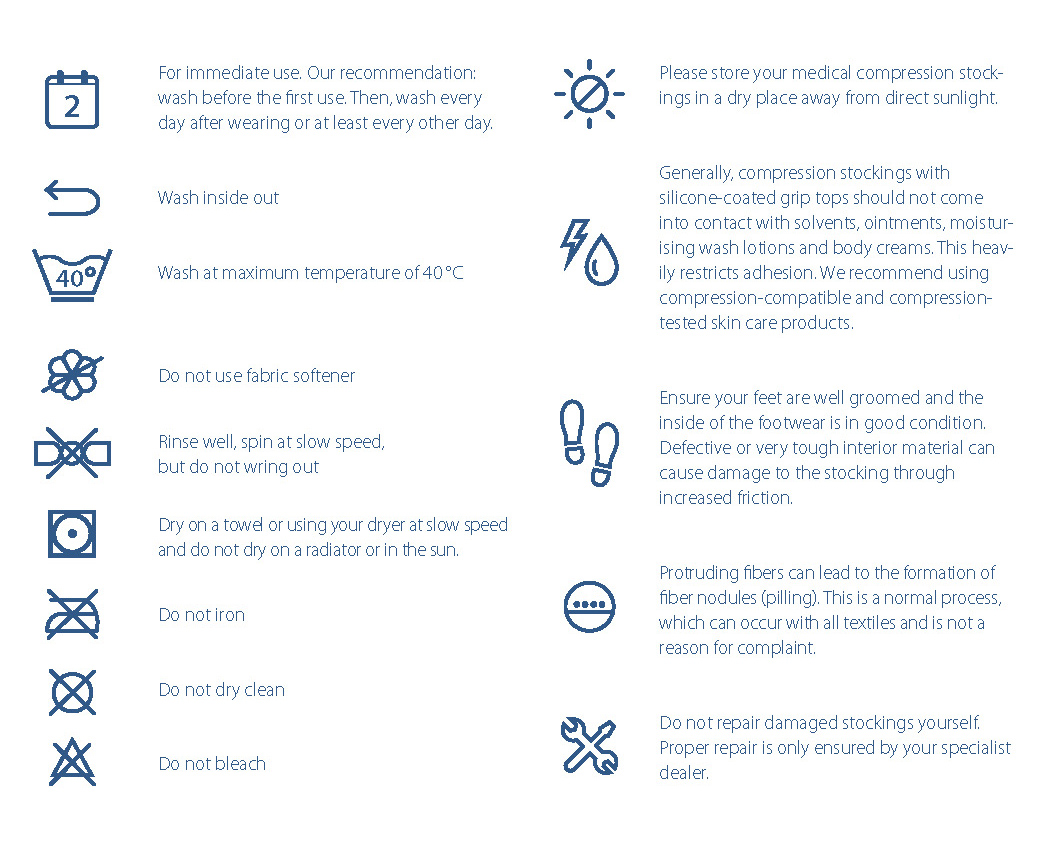 2
For immediate use. Our recommendation:
wash before the first use. Then, wash every
day after wearing or at least every other day.
Wash inside out
40°
Wash at maximum temperature of 40 °C
Do not use fabric softener
Rinse well, spin at slow speed,
but do not wring out
Dry on a towel or using your dryer at slow speed
and do not dry on a radiator or in the sun.
Do not iron
Do not dry clean
Do not bleach
Please store your medical compression stock-
ings in a dry place away from direct sunlight.
Generally, compression stockings with
silicone-coated grip tops should not come
into contact with solvents, ointments, moistur-
ising wash lotions and body creams. This heav-
ily restricts adhesion. We recommend using
compression-compatible and compression-
tested skin care products.
Ensure your feet are well groomed and the
inside of the footwear is in good condition.
Defective or very tough interior material can
cause damage to the stocking through
increased friction.
Protruding fibers can lead to the formation of
fiber nodules (pilling). This is a normal process,
which can occur with all textiles and is not a
reason for complaint.
Do not repair damaged stockings yourself.
Proper repair is only ensured by your specialist
dealer.